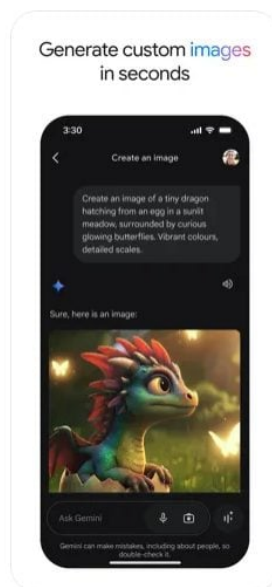 Generate custom images
in seconds
3:30
Create an image
Create an image of a tiny dragon
hatching from an egg in a sunlit
meadow, surrounded by curious
glowing butterflies. Vibrant colours,
detailed scales.
Sure, here is an image:
Ask Gemini
Gemini can make mistakes, including about people, so
double-check it.